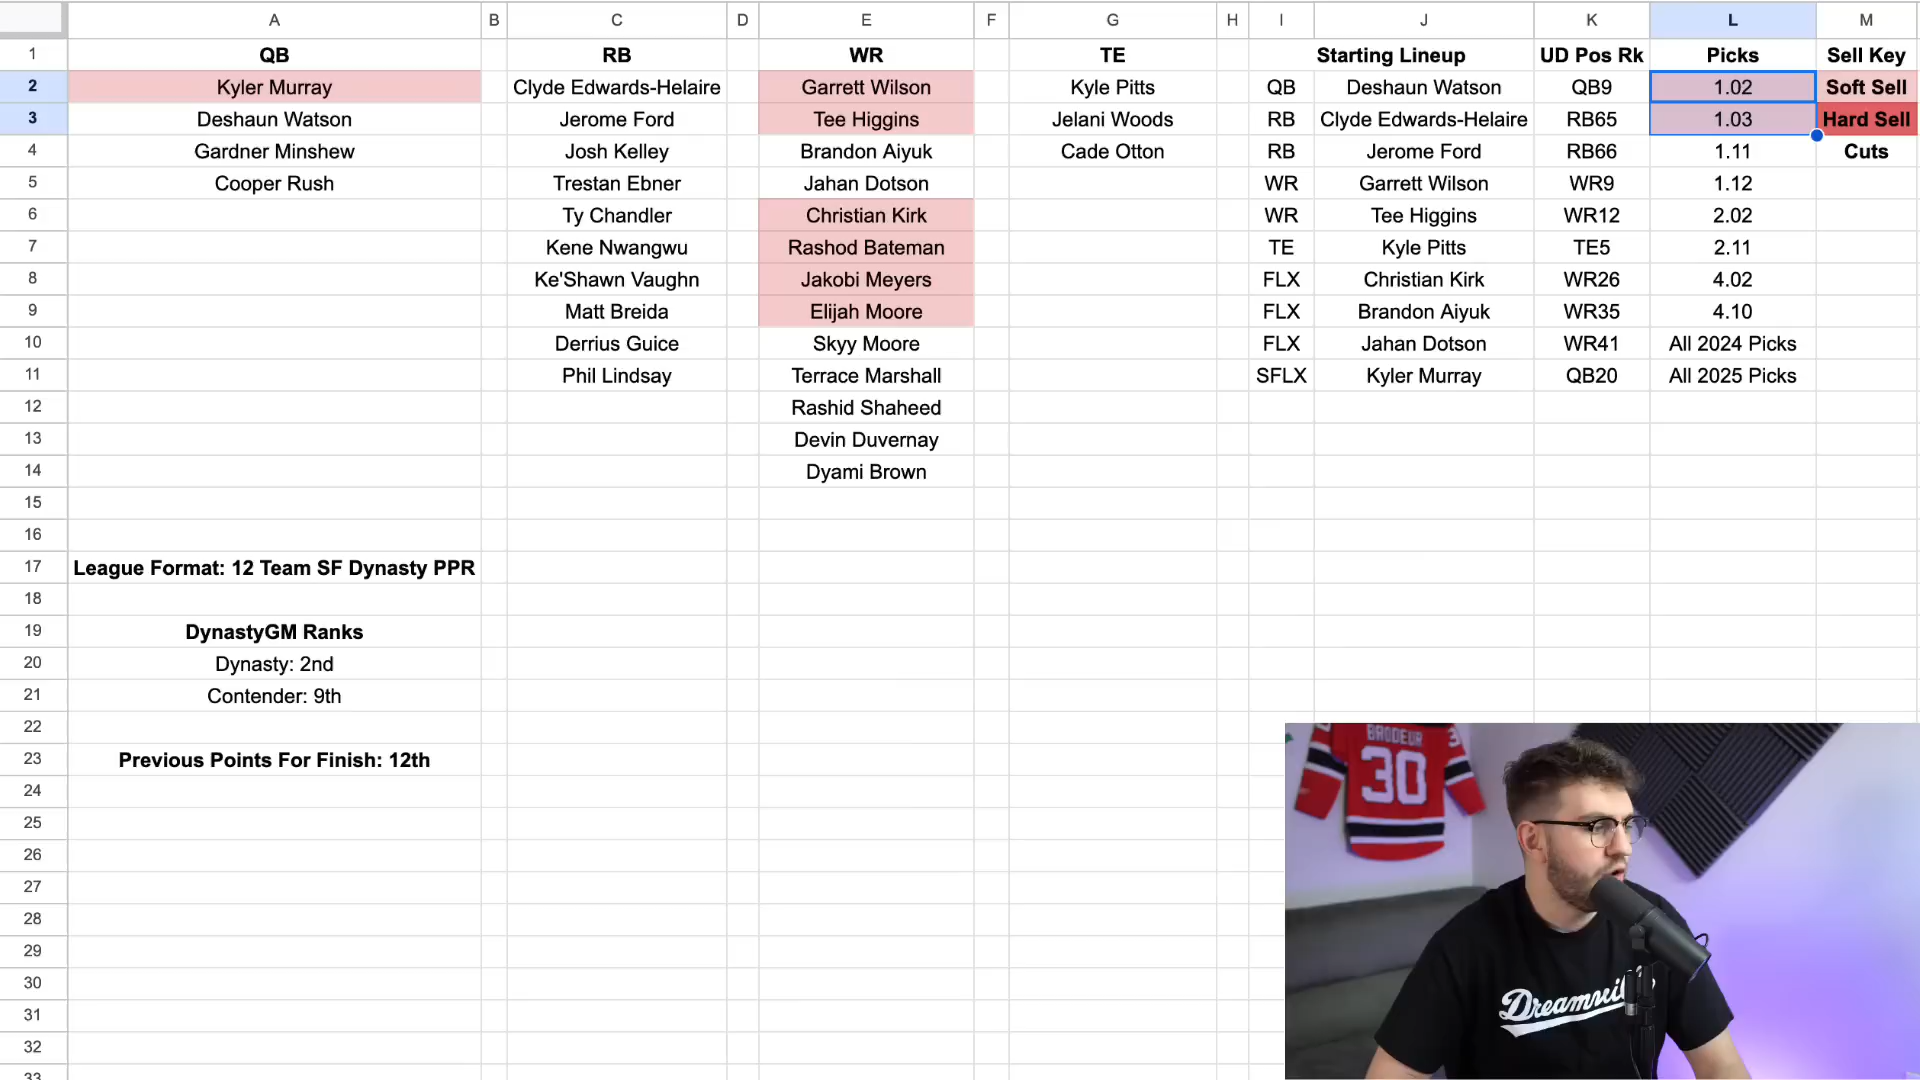 A B C D E F G H I J K L M
1 QB RB WR TE Starting Lineup UD Pos Rk Picks Sell Key
2 Kyler Murray Clyde Edwards-Helaire Garrett Wilson Kyle Pitts QB Deshaun Watson QB9 1.02 Soft Sell
3 Deshaun Watson Jerome Ford Tee Higgins Jelani Woods RB Clyde Edwards-Helaire RB65 1.03 Hard Sell
4 Gardner Minshew Josh Kelley Brandon Aiyuk Cade Otton RB Jerome Ford RB66 1.11 Cuts
5 Cooper Rush Trestan Ebner Jahan Dotson WR Garrett Wilson WR9 1.12
6 Ty Chandler Christian Kirk WR Tee Higgins WR12 2.02
7 Kene Nwangwu Rashod Bateman TE Kyle Pitts TE5 2.11
8 Ke'Shawn Vaughn Jakobi Meyers FLX Christian Kirk WR26 4.02
9 Matt Breida Elijah Moore FLX Brandon Aiyuk WR35 4.10
10 Derrius Guice Skyy Moore FLX Jahan Dotson WR41 All 2024 Picks
11 Phil Lindsay Terrace Marshall SFLX Kyler Murray QB20 All 2025 Picks
12 Rashid Shaheed
13 Devin Duvernay
14 Dyami Brown
15
16
17 League Format: 12 Team SF Dynasty PPR
18
19 DynastyGM Ranks
20 Dynasty: 2nd
21 Contender: 9th
22
23 Previous Points For Finish: 12th
24
25
26
27
28
29
30
31
32
33
BRODEUR
30